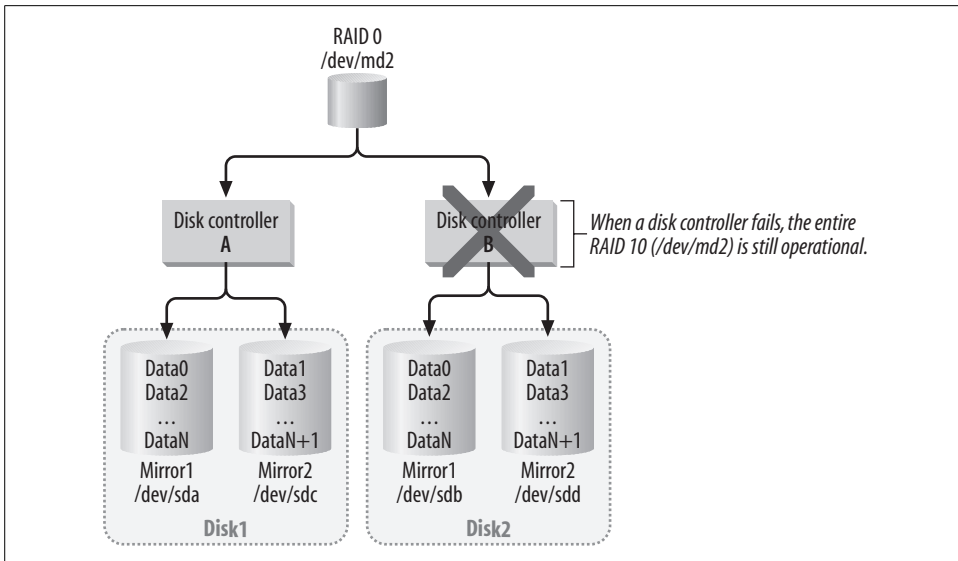 RAID 0
/dev/md2
Disk controller
A
Disk controller
B
When a disk controller fails, the entire
RAID 10 (/dev/md2) is still operational.
Data0
Data2
...
DataN
Mirror1
/dev/sda
Data1
Data3
...
DataN+1
Mirror2
/dev/sdc
Disk1
Data0
Data2
...
DataN
Mirror1
/dev/sdb
Data1
Data3
...
DataN+1
Mirror2
/dev/sdd
Disk2